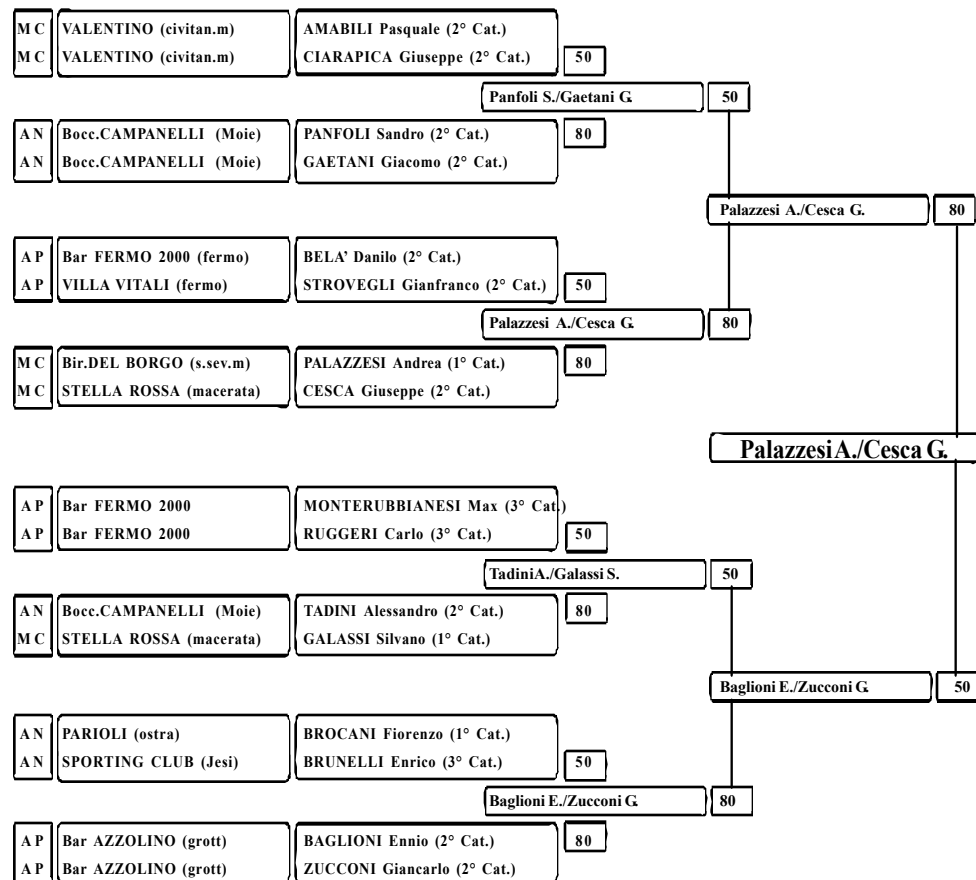 M C VALENTINO (civitan.m) AMABILI Pasquale (2° Cat.)
M C VALENTINO (civitan.m) CIARAPICA Giuseppe (2° Cat.) 50
Panfoli S./Gaetani G. 50
A N Bocc.CAMPANELLI (Moie) PANFOLI Sandro (2° Cat.) 80
A N Bocc.CAMPANELLI (Moie) GAETANI Giacomo (2° Cat.)
Palazzesi A./Cesca G. 80
A P Bar FERMO 2000 (fermo) BELA' Danilo (2° Cat.)
A P VILLA VITALI (fermo) STROVEGLI Gianfranco (2° Cat.) 50
Palazzesi A./Cesca G. 80
M C Bir.DEL BORGO (s.sev.m) PALAZZESI Andrea (1° Cat.) 80
M C STELLA ROSSA (macerata) CESCA Giuseppe (2° Cat.)
Palazzesi A./Cesca G.
A P Bar FERMO 2000 MONTERUBBIANESI Max (3° Cat.)
A P Bar FERMO 2000 RUGGERI Carlo (3° Cat.) 50
Tadini A./Galassi S. 50
A N Bocc.CAMPANELLI (Moie) TADINI Alessandro (2° Cat.) 80
M C STELLA ROSSA (macerata) GALASSI Silvano (1° Cat.)
Baglioni E./Zucconi G. 50
A N PARIOLI (ostra) BROCANI Fiorenzo (1° Cat.)
A N SPORTING CLUB (Jesi) BRUNELLI Enrico (3° Cat.) 50
Baglioni E./Zucconi G. 80
A P Bar AZZOLINO (grott) BAGLIONI Ennio (2° Cat.) 80
A P Bar AZZOLINO (grott) ZUCCONI Giancarlo (2° Cat.)